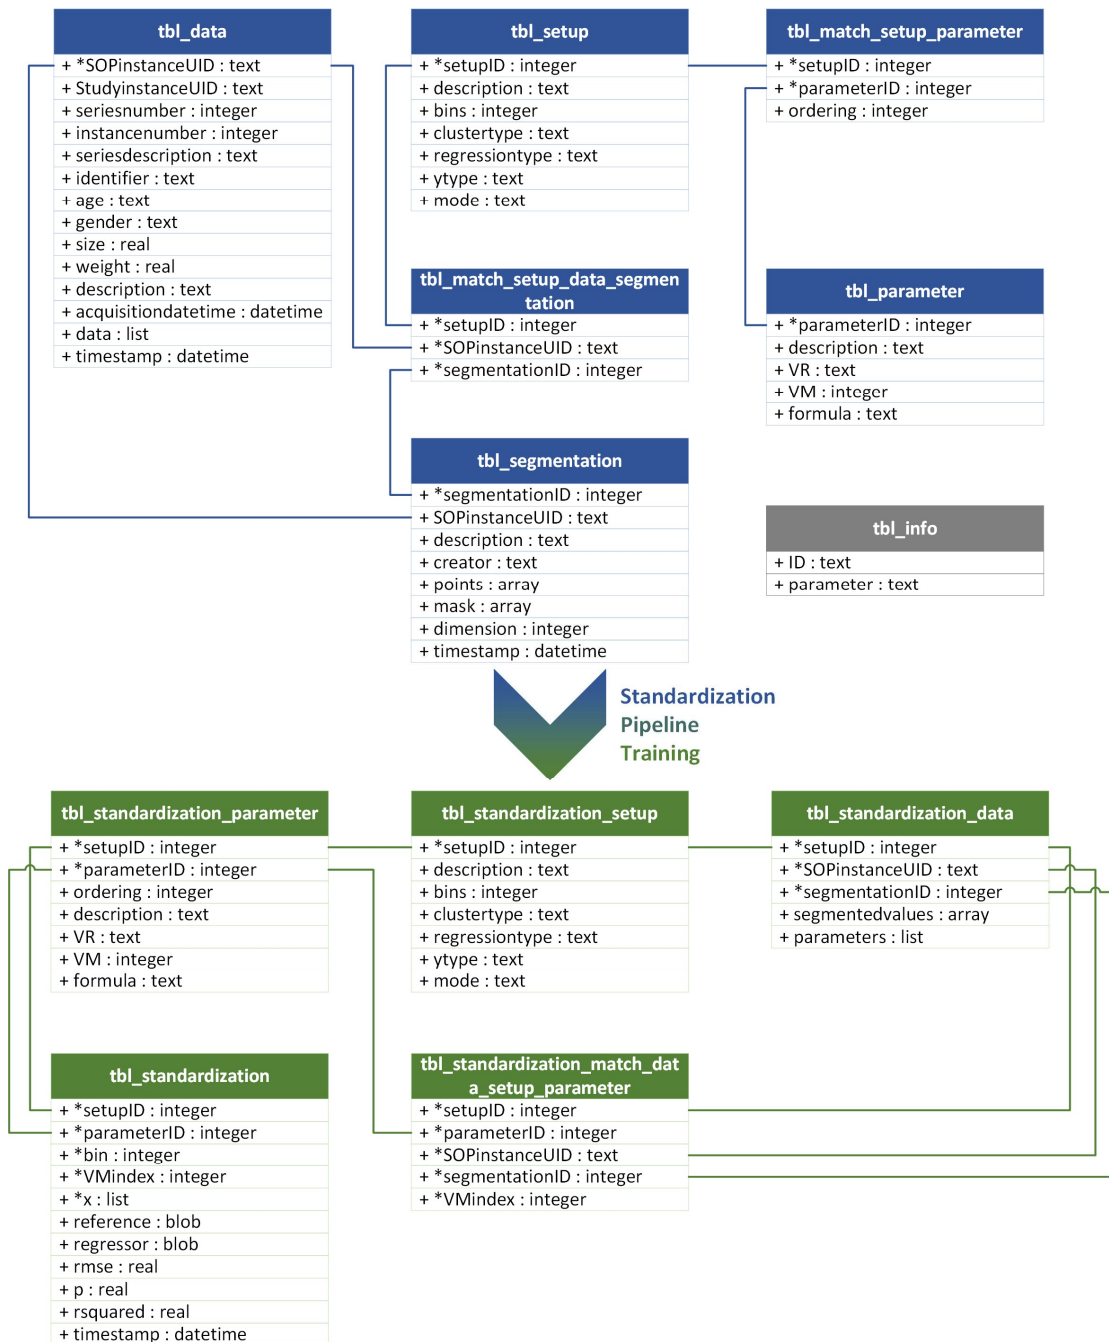 tbl_data
+ *SOPinstanceUID : text
+ StudyinstanceUID : text
+ seriesnumber : integer
+ instancenumber : integer
+ seriesdescription : text
+ identifier : text
+ age : text
+ gender : text
+ size : real
+ weight : real
+ description : text
+ acquisitiondatetime : datetime
+ data : list
+ timestamp : datetime
tbl_setup
+ *setupID : integer
+ description : text
+ bins : integer
+ clustertype : text
+ regressiontype : text
+ ytype : text
+ mode : text
tbl_match_setup_parameter
+ *setupID : integer
+ *parameterID : integer
+ ordering : integer
tbl_match_setup_data_segmen
tation
+ *setupID : integer
+ *SOPinstanceUID : text
+ *segmentationID : integer
tbl_parameter
+ *parameterID : integer
+ description : text
+ VR : text
+ VM : integer
+ formula : text
tbl_segmentation
+ *segmentationID : integer
+ SOPinstanceUID : text
+ description : text
+ creator : text
+ points : array
+ mask : array
+ dimension : integer
+ timestamp : datetime
tbl_info
+ ID : text
+ parameter : text
Standardization
Pipeline
Training
tbl_standardization_parameter
+ *setupID : integer
+ *parameterID : integer
+ ordering : integer
+ description : text
+ VR : text
+ VM : integer
+ formula : text
tbl_standardization_setup
+ *setupID : integer
+ description : text
+ bins : integer
+ clustertype : text
+ regressiontype : text
+ ytype : text
+ mode : text
tbl_standardization_data
+ *setupID : integer
+ *SOPinstanceUID : text
+ *segmentationID : integer
+ segmentedvalues : array
+ parameters : list
tbl_standardization
+ *setupID : integer
+ *parameterID : integer
+ *bin : integer
+ *VMindex : integer
+ *x : list
+ reference : blob
+ regressor : blob
+ rmse : real
+ p : real
+ rsquared : real
+ timestamp : datetime
tbl_standardization_match_dat
a_setup_parameter
+ *setupID : integer
+ *parameterID : integer
+ *SOPinstanceUID : text
+ *segmentationID : integer
+ *VMindex : integer